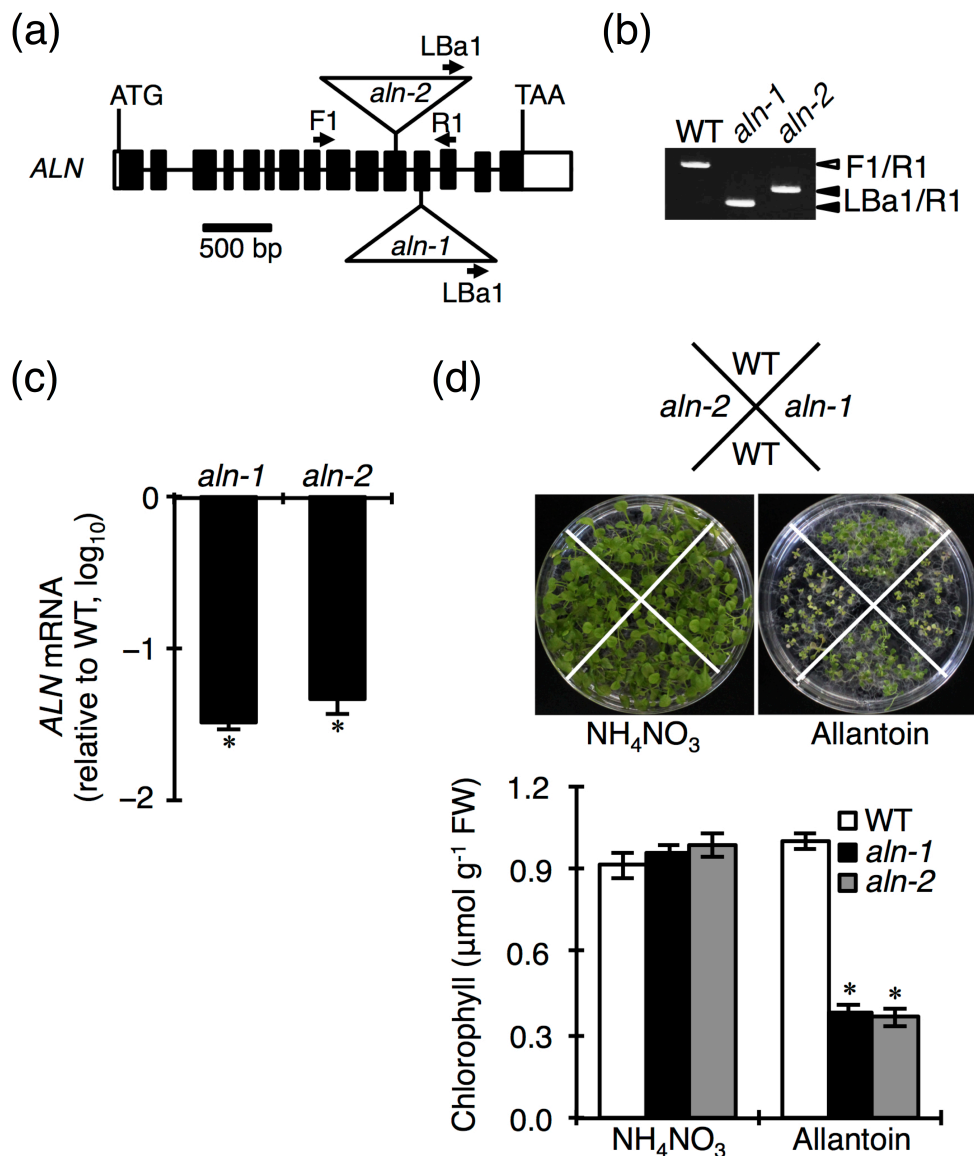 (a)
LBa1
aln-2
ATG
TAA
F1
R1
ALN
500 bp
aln-1
LBa1
(b)
WT aln-1 aln-2
F1/R1
LBa1/R1
(c)
aln-1 aln-2
0
−1
−2
ALN mRNA
(relative to WT, log10)
* *
(d)
WT
aln-2 aln-1
WT
NH4NO3 Allantoin
Chlorophyll (µmol g-1 FW)
1.2
0.9
0.6
0.3
0.0
WT
aln-1
aln-2
* *
NH4NO3 Allantoin